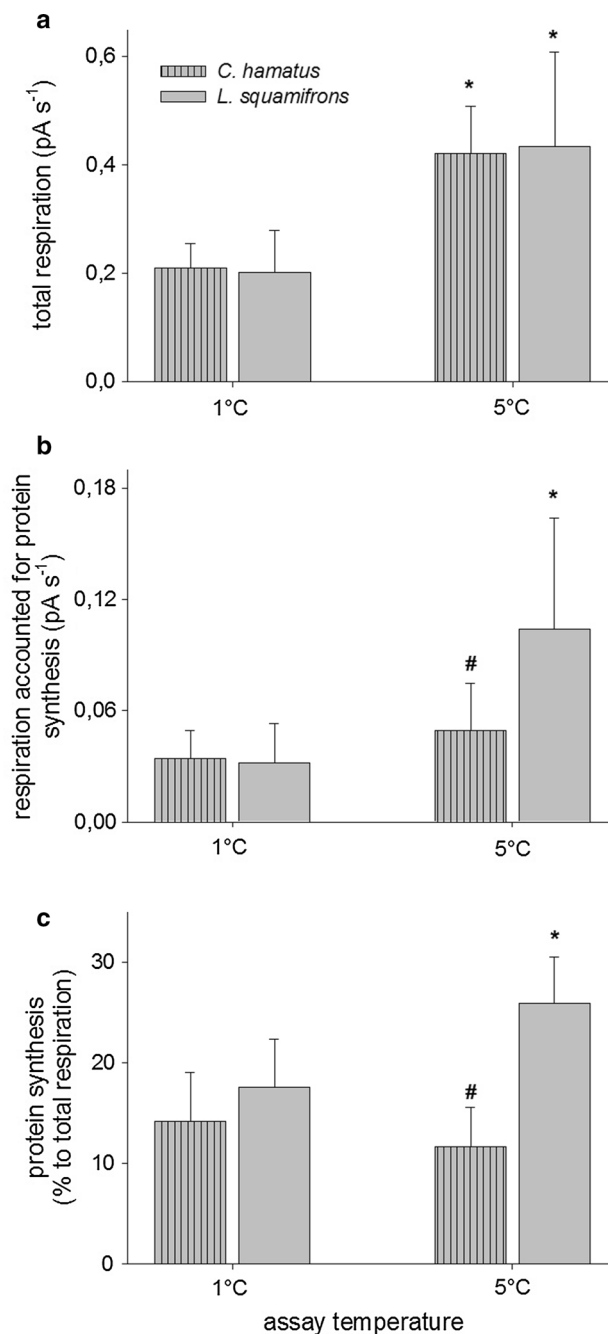 a
total respiration (pA s-1)
0,6
0,4
0,2
0,0
C. hamatus
L. squamifrons
*
*
1°C
5°C
b
respiration accounted for protein
synthesis (pA s-1)
0,18
0,12
0,06
0,00
#
*
1°C
5°C
c
protein synthesis
(% to total respiration)
30
20
10
0
#
*
1°C
5°C
assay temperature